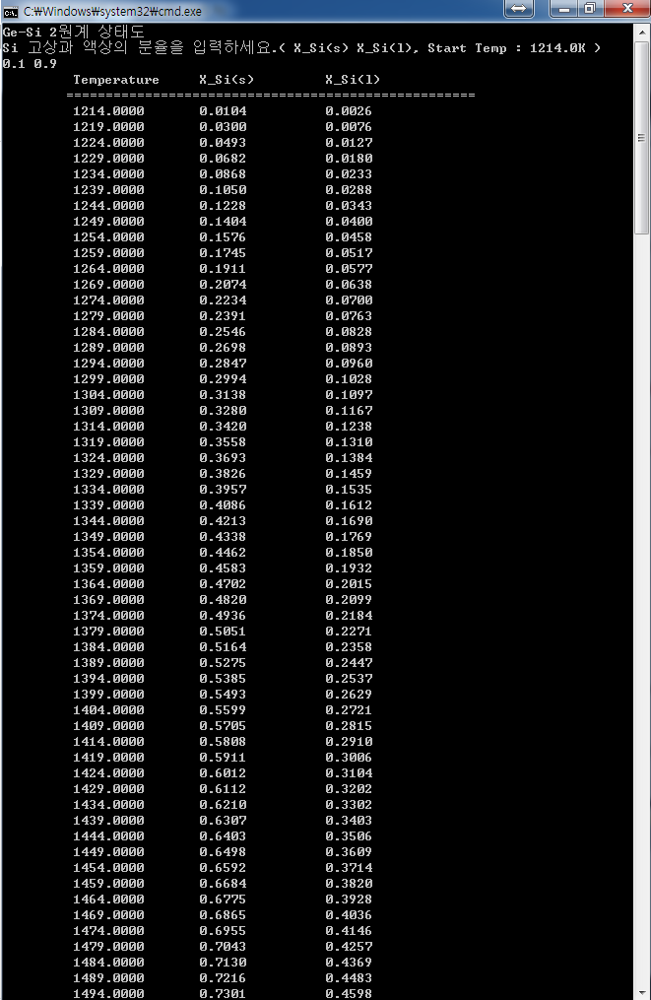 C:₩Windows₩system32₩cmd.exe
Ge-Si 2원계 상태도
Si 고상과 액상의 분율을 입력하세요.( X_Si(s) X_Si(l), Start Temp : 1214.0K )
0.1 0.9
Temperature X_Si(s) X_Si(l)
====================================================
1214.0000 0.0104 0.0026
1219.0000 0.0300 0.0076
1224.0000 0.0493 0.0127
1229.0000 0.0682 0.0180
1234.0000 0.0868 0.0233
1239.0000 0.1050 0.0288
1244.0000 0.1228 0.0343
1249.0000 0.1404 0.0400
1254.0000 0.1576 0.0458
1259.0000 0.1745 0.0517
1264.0000 0.1911 0.0577
1269.0000 0.2074 0.0638
1274.0000 0.2234 0.0700
1279.0000 0.2391 0.0763
1284.0000 0.2546 0.0828
1289.0000 0.2698 0.0893
1294.0000 0.2847 0.0960
1299.0000 0.2994 0.1028
1304.0000 0.3138 0.1097
1309.0000 0.3280 0.1167
1314.0000 0.3420 0.1238
1319.0000 0.3558 0.1310
1324.0000 0.3693 0.1384
1329.0000 0.3826 0.1459
1334.0000 0.3957 0.1535
1339.0000 0.4086 0.1612
1344.0000 0.4213 0.1690
1349.0000 0.4338 0.1769
1354.0000 0.4462 0.1850
1359.0000 0.4583 0.1932
1364.0000 0.4702 0.2015
1369.0000 0.4820 0.2099
1374.0000 0.4936 0.2184
1379.0000 0.5051 0.2271
1384.0000 0.5164 0.2358
1389.0000 0.5275 0.2447
1394.0000 0.5385 0.2537
1399.0000 0.5493 0.2629
1404.0000 0.5599 0.2721
1409.0000 0.5705 0.2815
1414.0000 0.5808 0.2910
1419.0000 0.5911 0.3006
1424.0000 0.6012 0.3104
1429.0000 0.6112 0.3202
1434.0000 0.6210 0.3302
1439.0000 0.6307 0.3403
1444.0000 0.6403 0.3506
1449.0000 0.6498 0.3609
1454.0000 0.6592 0.3714
1459.0000 0.6684 0.3820
1464.0000 0.6775 0.3928
1469.0000 0.6865 0.4036
1474.0000 0.6955 0.4146
1479.0000 0.7043 0.4257
1484.0000 0.7130 0.4369
1489.0000 0.7216 0.4483
1494.0000 0.7301 0.4598